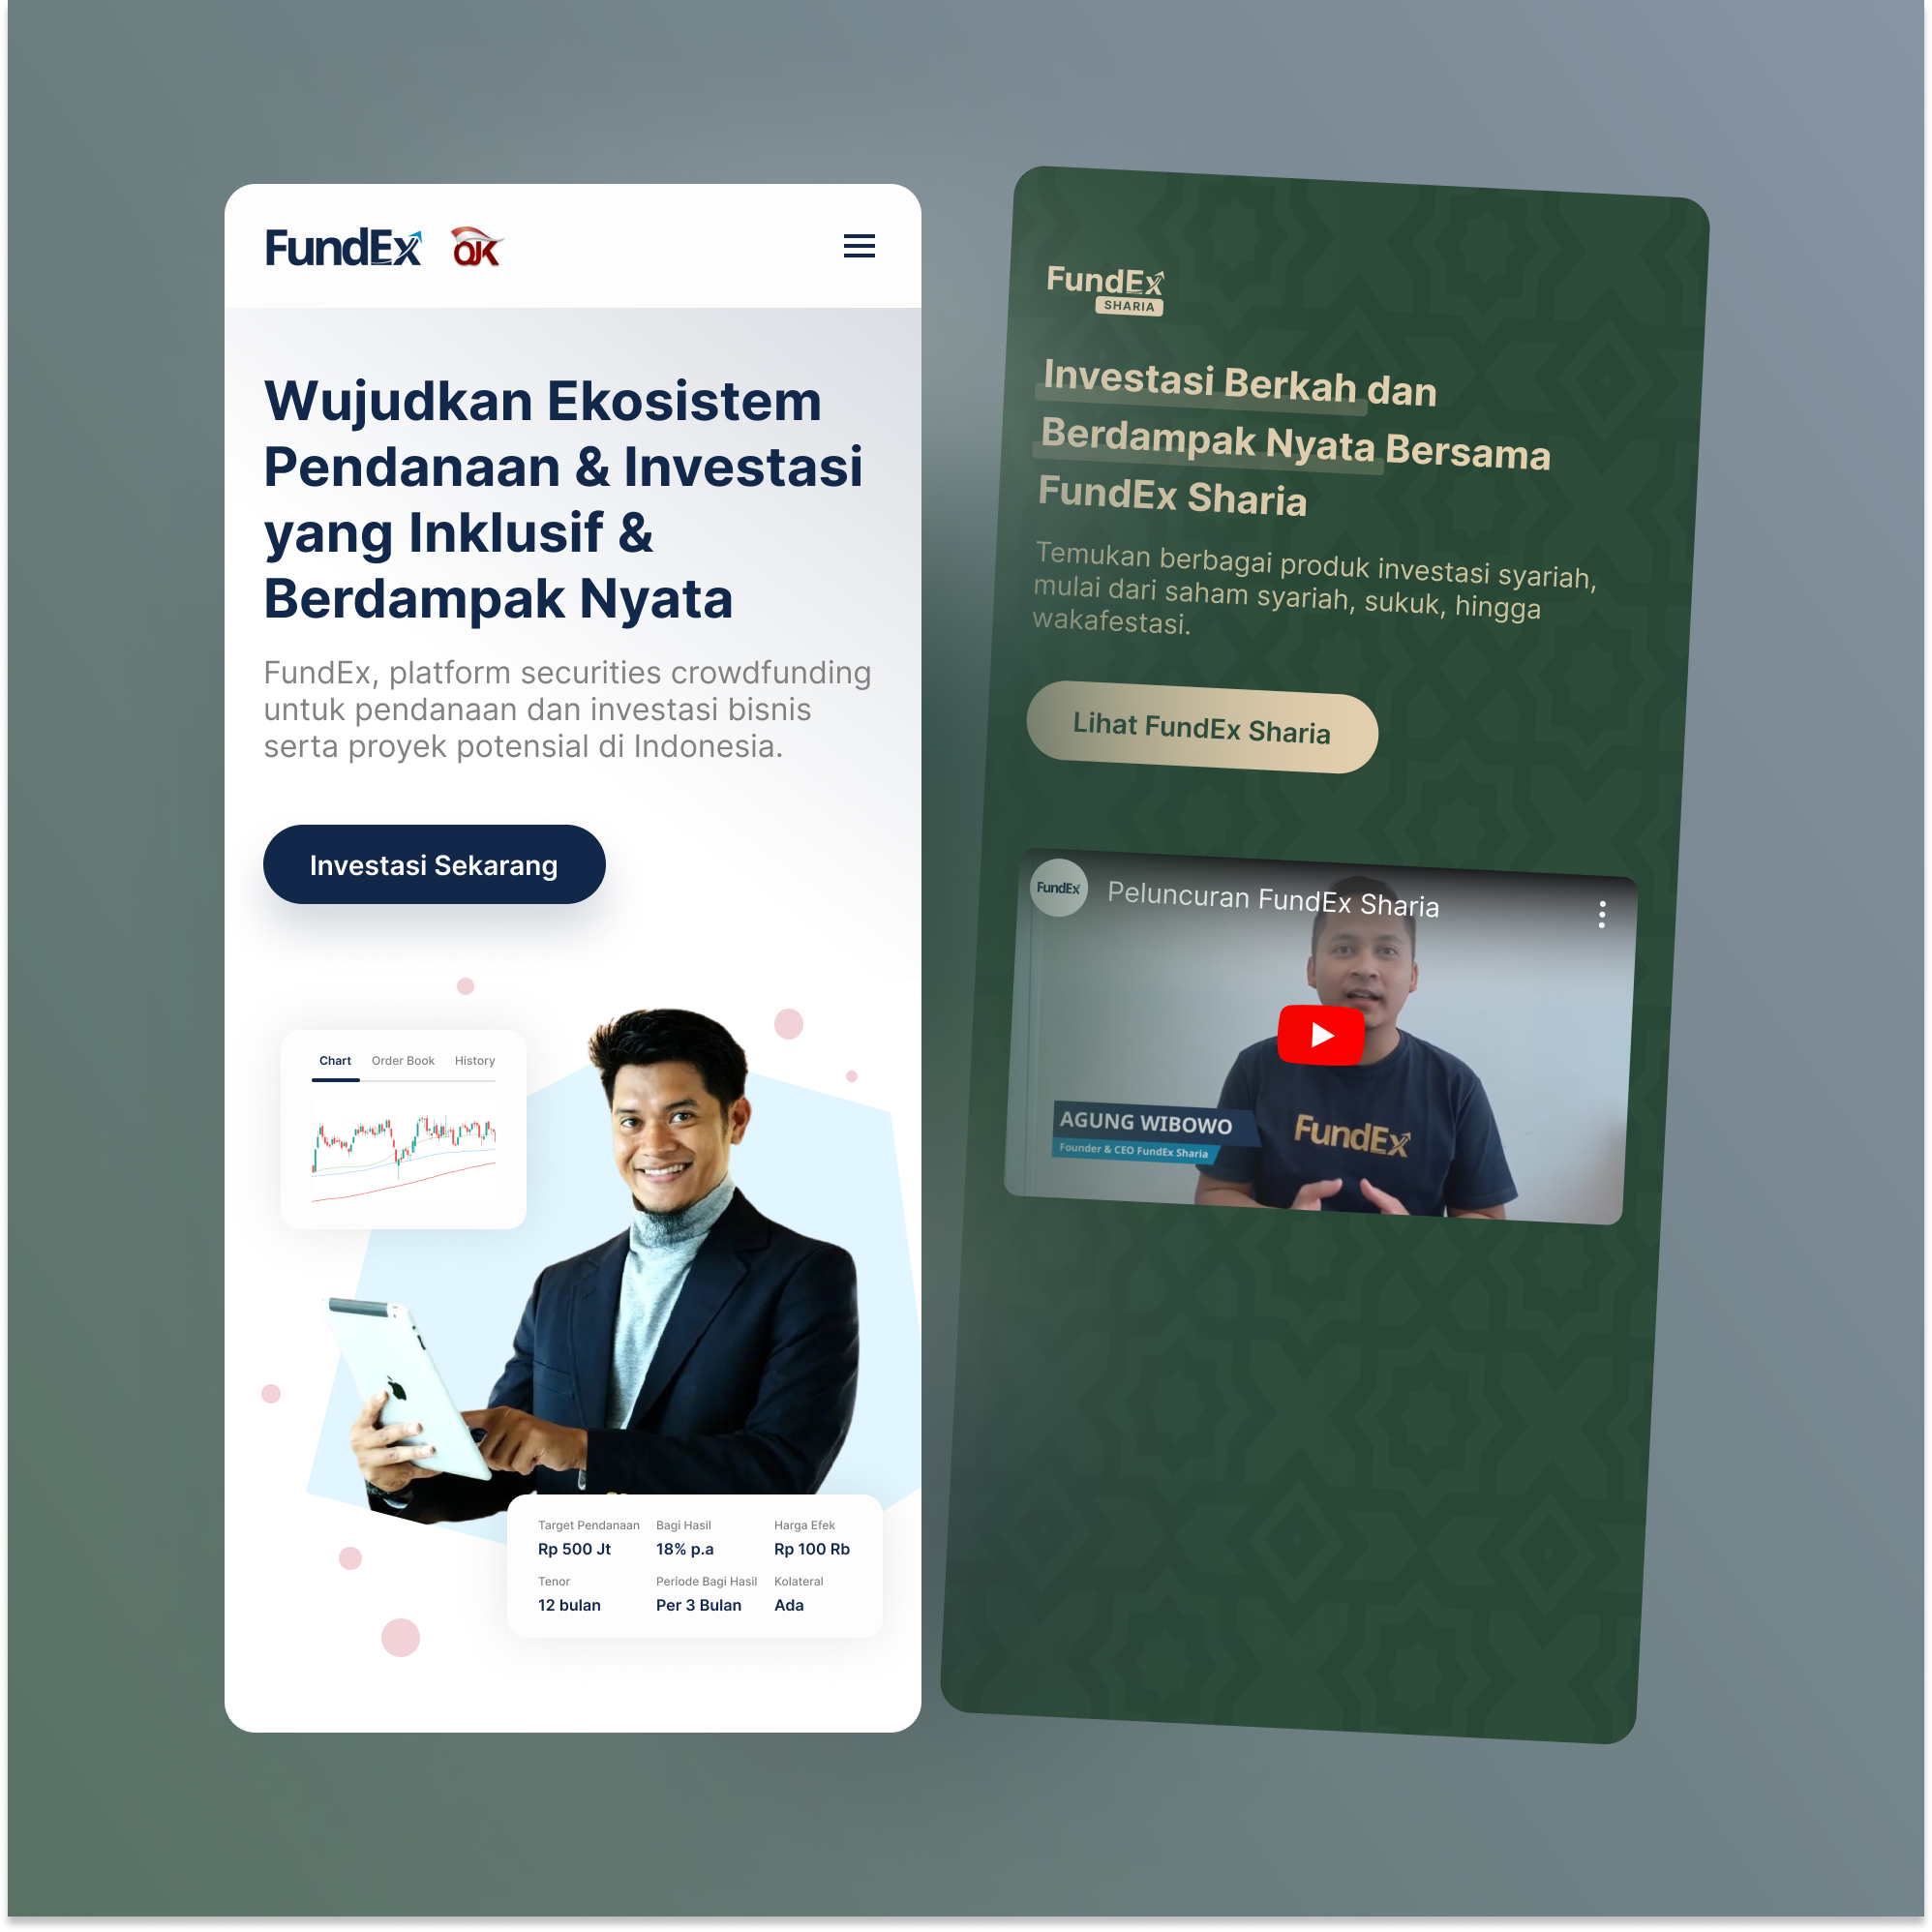 FundEx OJK
Wujudkan Ekosistem
Pendanaan & Investasi
yang Inklusif &
Berdampak Nyata
FundEx, platform securities crowdfunding
untuk pendanaan dan investasi bisnis
serta proyek potensial di Indonesia.
Investasi Sekarang
Chart Order Book History
Target Pendanaan Bagi Hasil Harga Efek
Rp 500 Jt 18% p.a Rp 100 Rb
Tenor Periode Bagi Hasil Kolateral
12 bulan Per 3 Bulan Ada
FundEx
SHARIA
Investasi Berkah dan
Berdampak Nyata Bersama
FundEx Sharia
Temukan berbagai produk investasi syariah,
mulai dari saham syariah, sukuk, hingga
wakafestasi.
Lihat FundEx Sharia
FundEx Peluncuran FundEx Sharia
AGUNG WIBOWO
Founder & CEO FundEx Sharia
FundEx